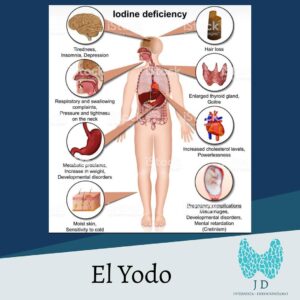 Iodine deficiency
Tiredness,
Insomnia, Depression
Hair loss
Respiratory and swallowing
complaints,
Pressure and tightness
on the neck
Enlarged thyroid gland,
Goitre
Metabolic problems,
Increase in weight,
Developmental disorders
Increased cholesterol levels,
Powerlessness
Moist skin,
Sensitivity to cold
Pregnancy complications
Miscarriages,
Developmental disorders,
Mental retardation
(Cretinism)
El Yodo
J D